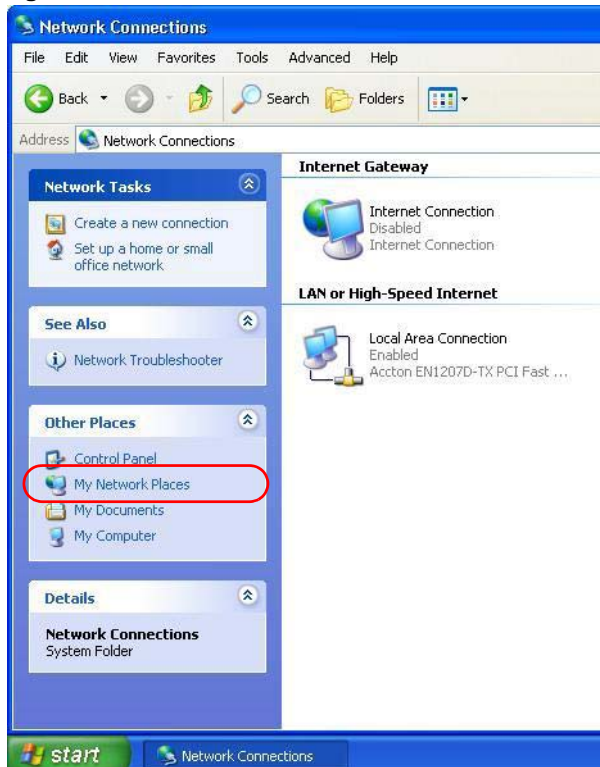 Network Connections
File Edit View Favorites Tools Advanced Help
Back Search Folders
Address Network Connections
Network Tasks
Create a new connection
Set up a home or small
office network
See Also
Network Troubleshooter
Other Places
Control Panel
My Network Places
My Documents
My Computer
Details
Network Connections
System Folder
Internet Gateway
Internet Connection
Disabled
Internet Connection
LAN or High-Speed Internet
Local Area Connection
Enabled
Accton EN1207D-TX PCI Fast ...
start Network Connections